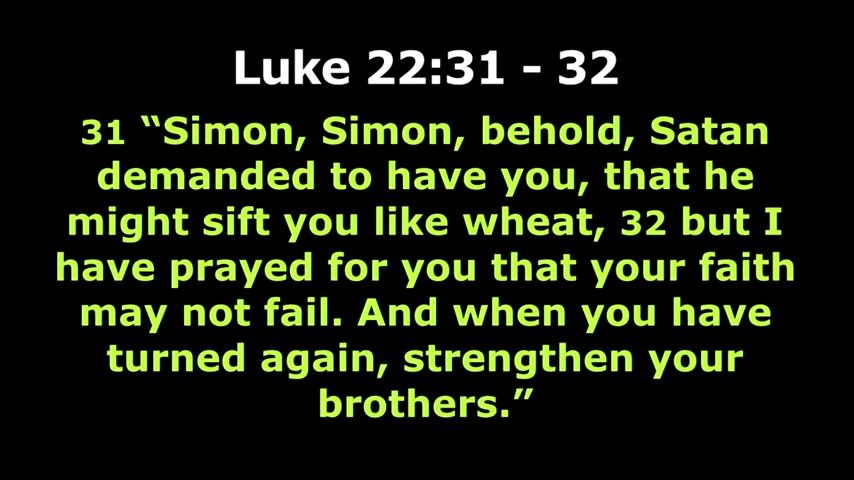 Luke 22:31 - 32
31 “Simon, Simon, behold, Satan
demanded to have you, that he
might sift you like wheat, 32 but I
have prayed for you that your faith
may not fail. And when you have
turned again, strengthen your
brothers.”